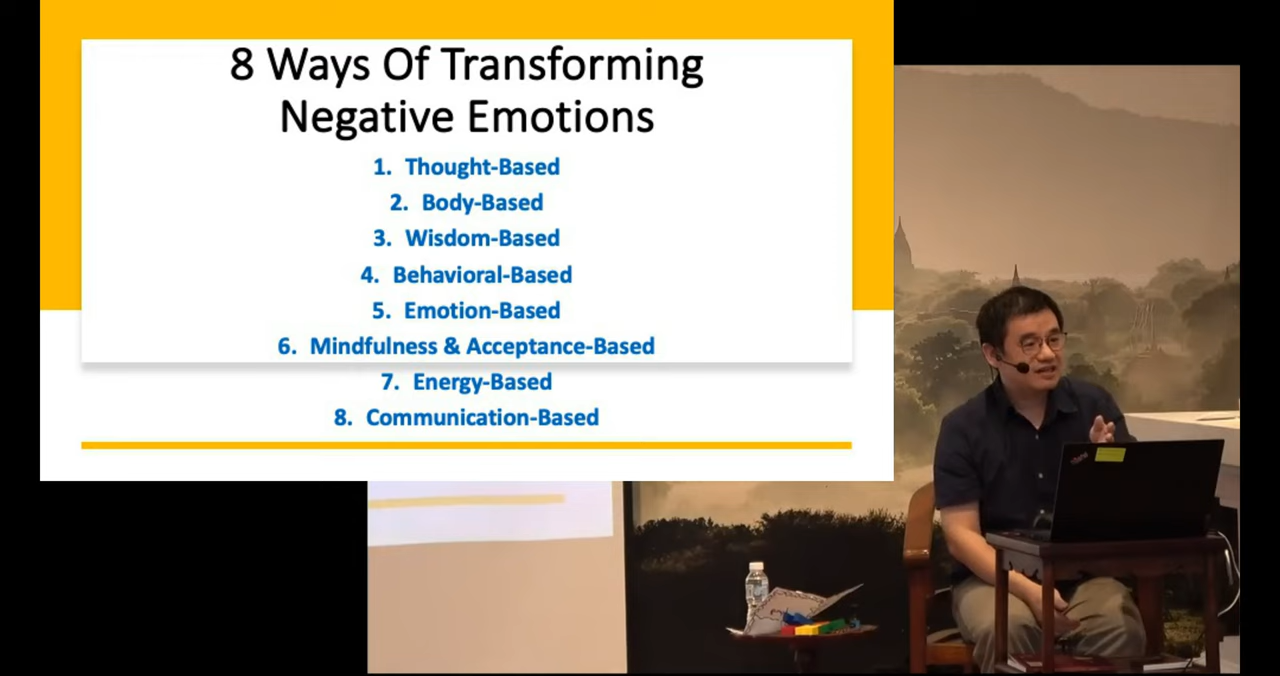 8 Ways Of Transforming
Negative Emotions
1. Thought-Based
2. Body-Based
3. Wisdom-Based
4. Behavioral-Based
5. Emotion-Based
6. Mindfulness & Acceptance-Based
7. Energy-Based
8. Communication-Based